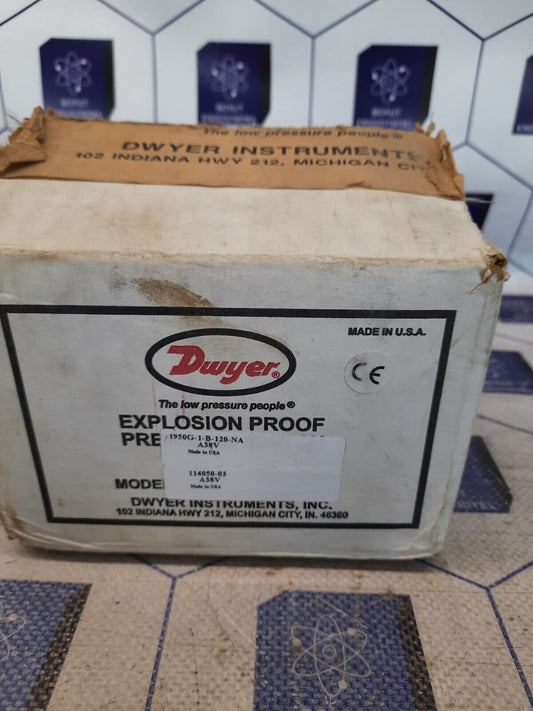 The low pressure people®
DWYER INSTRUMENTS,
102 INDIANA HWY 212, MICHIGAN CITY
MADE IN U.S.A.
Dwyer®
CE
The low pressure people®
EXPLOSION PROOF
PRE
1950G-1-B-120-NA
A38V
Made in USA
114050-03
A38V
Made in USA
MODE
DWYER INSTRUMENTS, INC.
102 INDIANA HWY 212, MICHIGAN CITY, IN. 46360